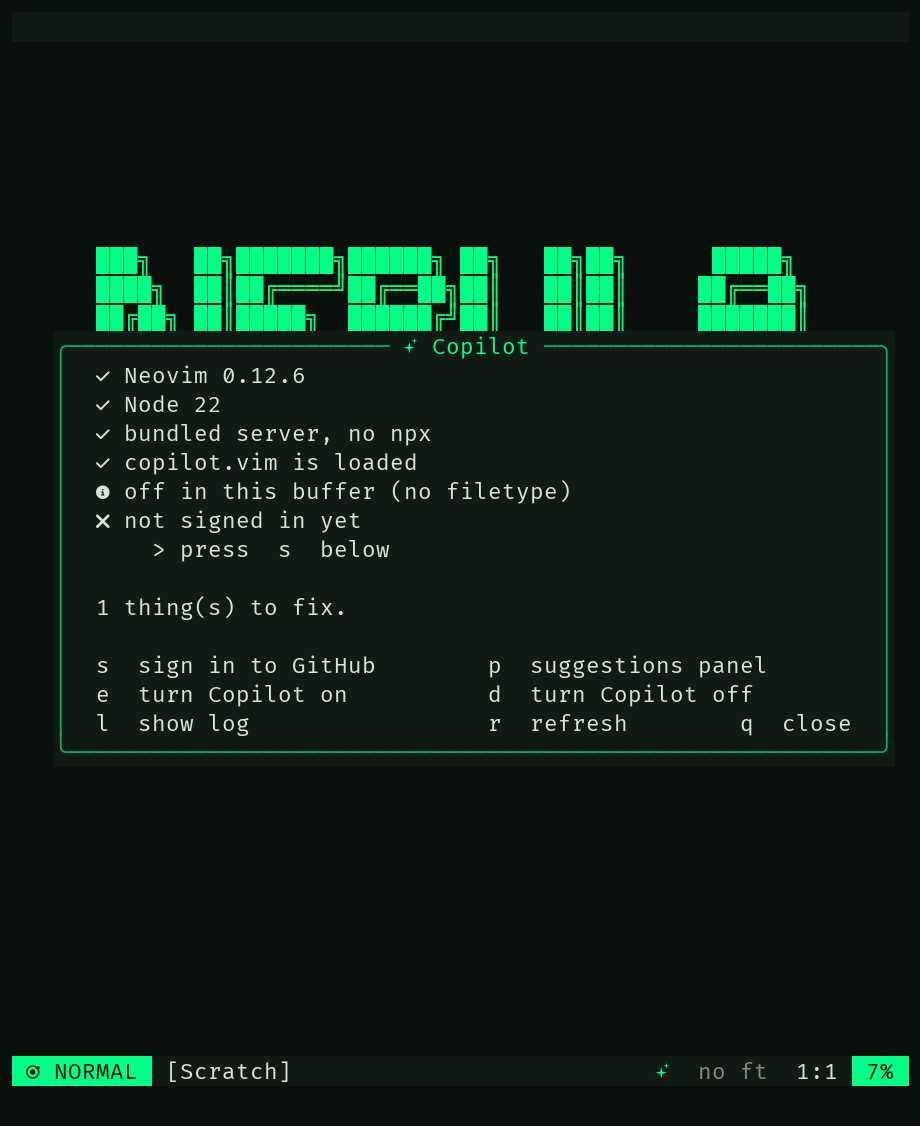 Copilot
✓ Neovim 0.12.6
✓ Node 22
✓ bundled server, no npx
✓ copilot.vim is loaded
off in this buffer (no filetype)
✕ not signed in yet
> press  s  below
1 thing(s) to fix.
s  sign in to GitHub  p  suggestions panel
e  turn Copilot on  d  turn Copilot off
l  show log  r  refresh  q  close
NORMAL [Scratch]  no ft  1:1  7%